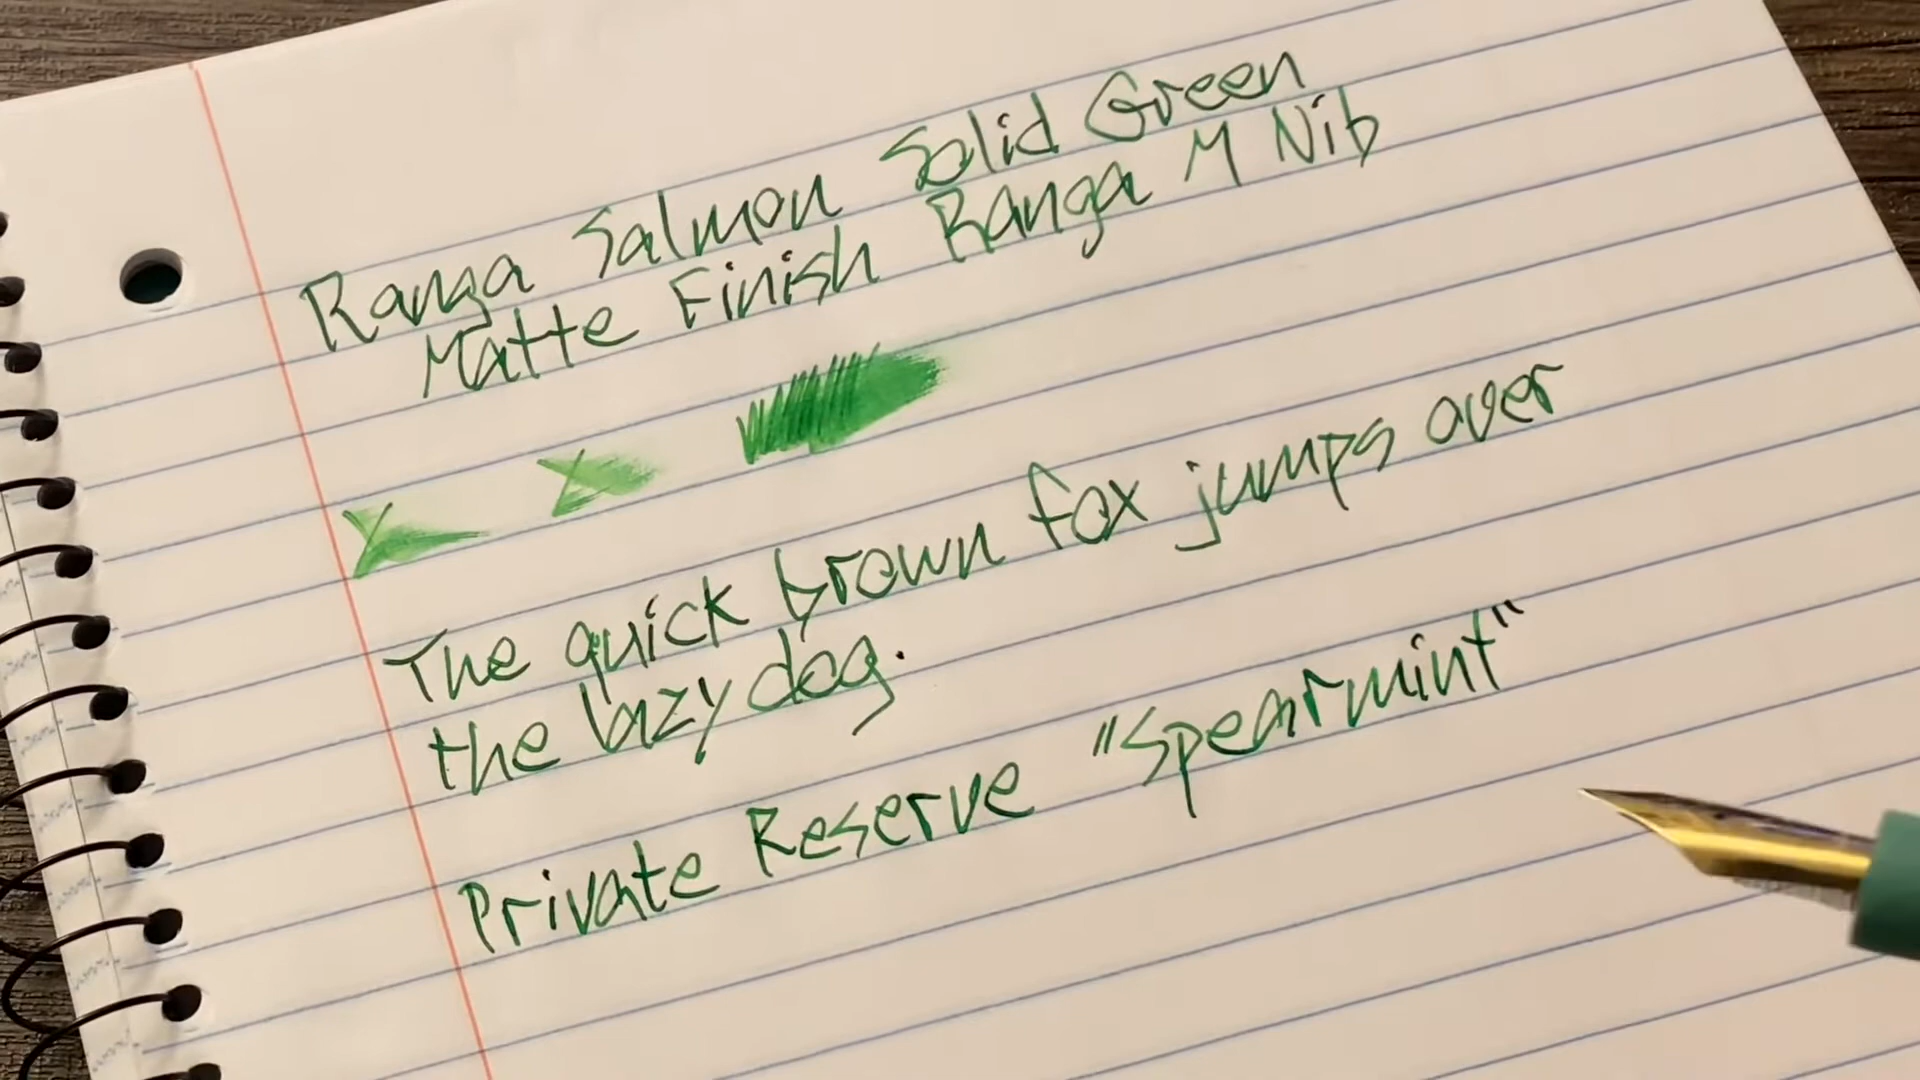 Ranga Salmon Solid Green
Matte Finish Ranga M Nib
The quick brown fox jumps over
the lazy dog.
Private Reserve "Spearmint"